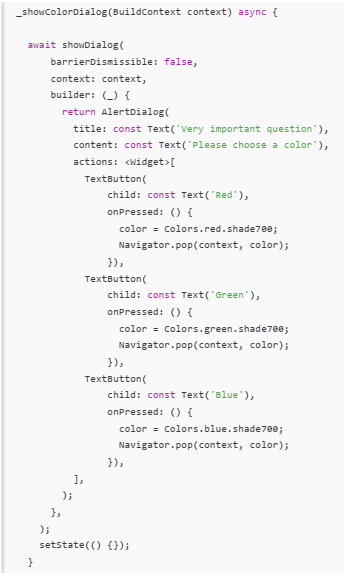 _showColorDialog(BuildContext context) async {
await showDialog(
barrierDismissible: false,
context: context,
builder: (_) {
return AlertDialog(
title: const Text('Very important question'),
content: const Text('Please choose a color'),
actions: <Widget>[
TextButton(
child: const Text('Red'),
onPressed: () {
color = Colors.red.shade700;
Navigator.pop(context, color);
}),
TextButton(
child: const Text('Green'),
onPressed: () {
color = Colors.green.shade700;
Navigator.pop(context, color);
}),
TextButton(
child: const Text('Blue'),
onPressed: () {
color = Colors.blue.shade700;
Navigator.pop(context, color);
}),
],
);
},
);
setState(() {});
}